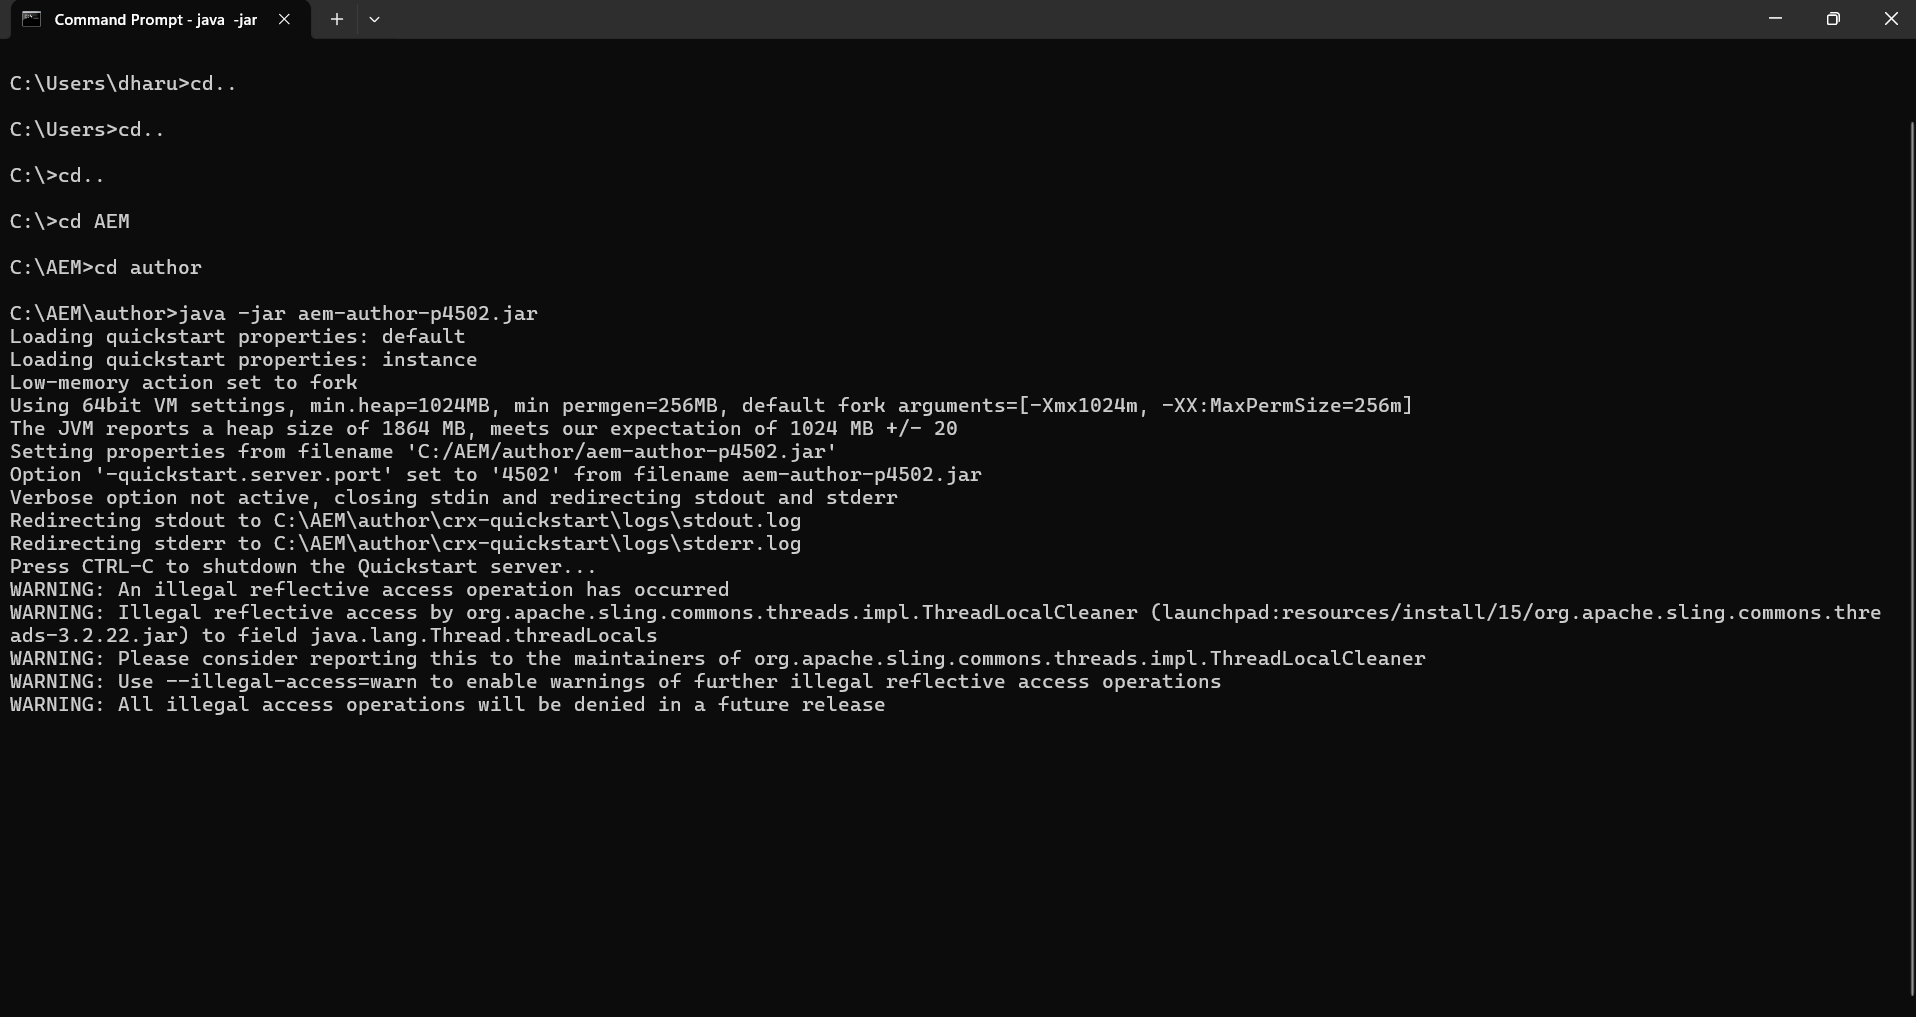 Command Prompt - java -jar
C:\Users\dharu>cd..
C:\Users>cd..
C:\>cd..
C:\>cd AEM
C:\AEM>cd author
C:\AEM\author>java -jar aem-author-p4502.jar
Loading quickstart properties: default
Loading quickstart properties: instance
Low-memory action set to fork
Using 64bit VM settings, min.heap=1024MB, min permgen=256MB, default fork arguments=[-Xmx1024m, -XX:MaxPermSize=256m]
The JVM reports a heap size of 1864 MB, meets our expectation of 1024 MB +/- 20
Setting properties from filename 'C:/AEM/author/aem-author-p4502.jar'
Option '-quickstart.server.port' set to '4502' from filename aem-author-p4502.jar
Verbose option not active, closing stdin and redirecting stdout and stderr
Redirecting stdout to C:\AEM\author\crx-quickstart\logs\stdout.log
Redirecting stderr to C:\AEM\author\crx-quickstart\logs\stderr.log
Press CTRL-C to shutdown the Quickstart server...
WARNING: An illegal reflective access operation has occurred
WARNING: Illegal reflective access by org.apache.sling.commons.threads.impl.ThreadLocalCleaner (launchpad:resources/install/15/org.apache.sling.commons.thre
ads-3.2.22.jar) to field java.lang.Thread.threadLocals
WARNING: Please consider reporting this to the maintainers of org.apache.sling.commons.threads.impl.ThreadLocalCleaner
WARNING: Use --illegal-access=warn to enable warnings of further illegal reflective access operations
WARNING: All illegal access operations will be denied in a future release